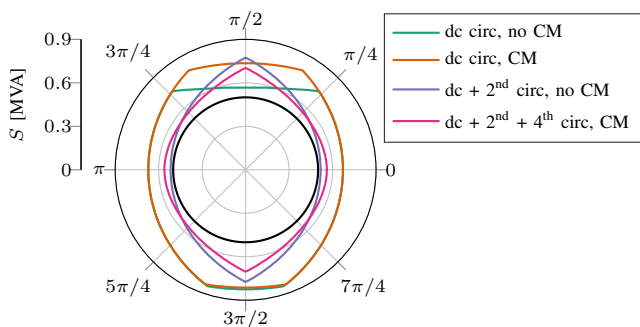 π/2
0.9
3π/4
π/4
0.6
S [MVA]
0.3
0
π
0
5π/4
7π/4
3π/2
dc circ, no CM
dc circ, CM
dc + 2nd circ, no CM
dc + 2nd + 4th circ, CM